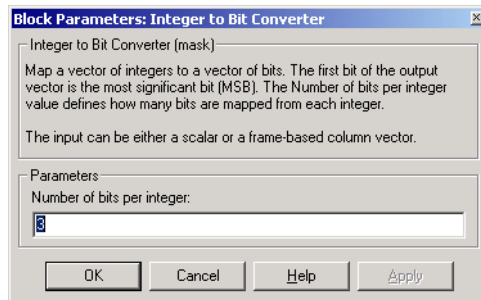 Block Parameters: Integer to Bit Converter
Integer to Bit Converter (mask)
Map a vector of integers to a vector of bits. The first bit of the output
vector is the most significant bit (MSB). The Number of bits per integer
value defines how many bits are mapped from each integer.
The input can be either a scalar or a frame-based column vector.
Parameters
Number of bits per integer:
3
OK Cancel Help Apply